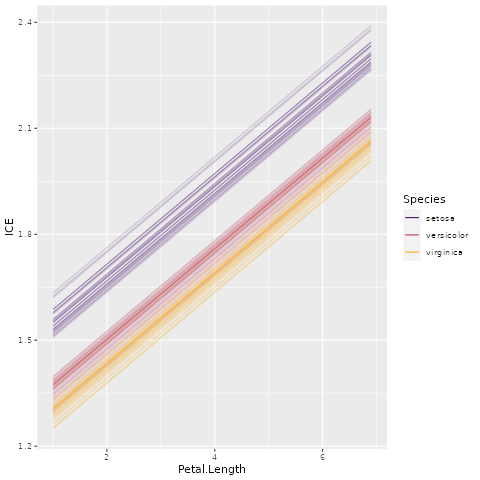 2.4
2.1
1.8
1.5
1.2
ICE
2
4
6
Petal.Length
Species
setosa
versicolor
virginica